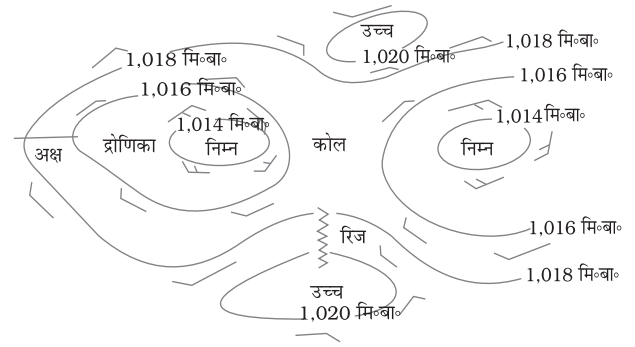 उच्च
1,020 मि॰बा॰
1,018 मि॰बा॰
1,018 मि॰बा॰
1,016 मि॰बा॰
1,016 मि॰बा॰
1,014 मि॰बा॰
1,014 मि॰बा॰
अक्ष
द्रोणिका
निम्न
कोल
निम्न
1,016 मि॰बा॰
रिज
1,018 मि॰बा॰
उच्च
1,020 मि॰बा॰